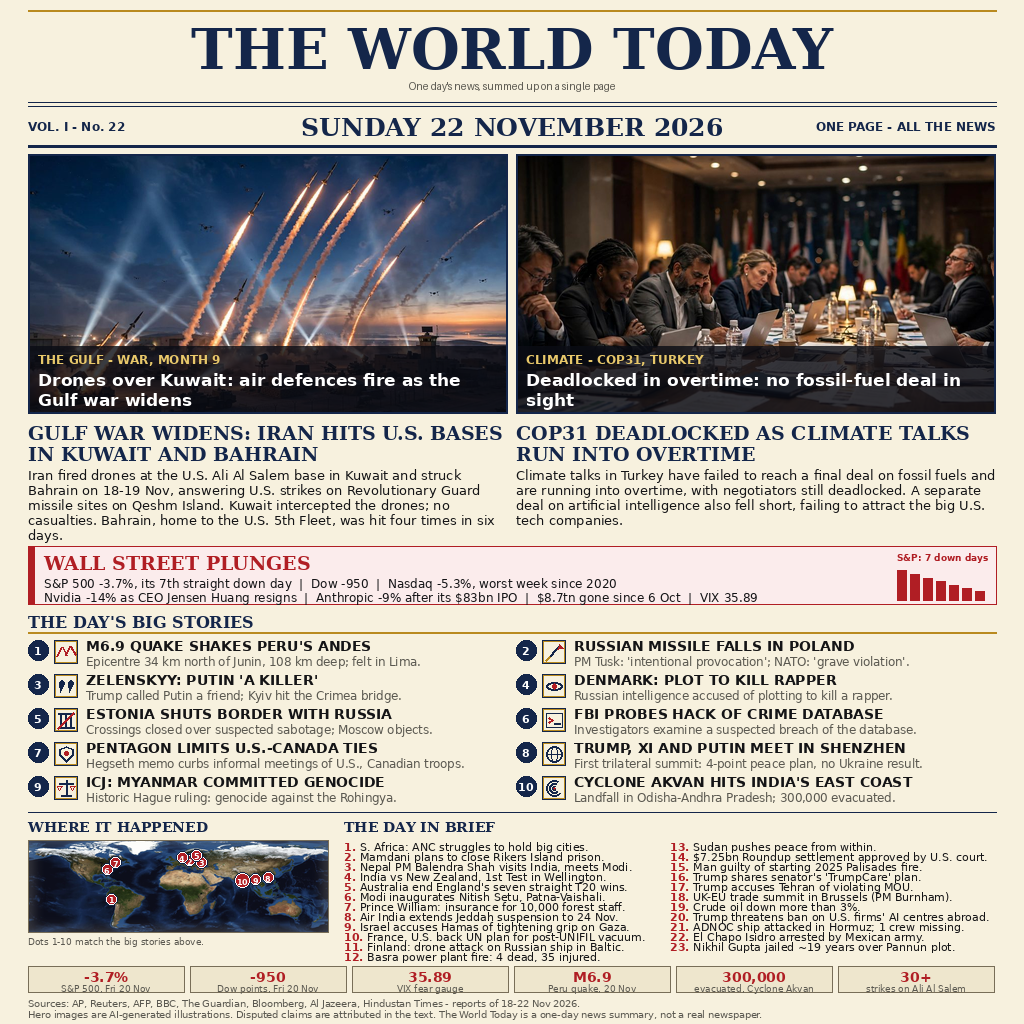 THE WORLD TODAY
One day's news, summed up on a single page
VOL. I - No. 22
SUNDAY 22 NOVEMBER 2026
ONE PAGE - ALL THE NEWS
THE GULF - WAR, MONTH 9
Drones over Kuwait: air defences fire as the
Gulf war widens
CLIMATE - COP31, TURKEY
Deadlocked in overtime: no fossil-fuel deal in
sight
GULF WAR WIDENS: IRAN HITS U.S. BASES
IN KUWAIT AND BAHRAIN
Iran fired drones at the U.S. Ali Al Salem base in Kuwait and struck
Bahrain on 18-19 Nov, answering U.S. strikes on Revolutionary Guard
missile sites on Qeshm Island. Kuwait intercepted the drones; no
casualties. Bahrain, home to the U.S. 5th Fleet, was hit four times in six
days.
COP31 DEADLOCKED AS CLIMATE TALKS
RUN INTO OVERTIME
Climate talks in Turkey have failed to reach a final deal on fossil fuels and
are running into overtime, with negotiators still deadlocked. A separate
deal on artificial intelligence also fell short, failing to attract the big U.S.
tech companies.
WALL STREET PLUNGES
S&P 500 -3.7%, its 7th straight down day | Dow -950 | Nasdaq -5.3%, worst week since 2020
Nvidia -14% as CEO Jensen Huang resigns | Anthropic -9% after its $83bn IPO | $8.7tn gone since 6 Oct | VIX 35.89
S&P: 7 down days
THE DAY'S BIG STORIES
1 M6.9 QUAKE SHAKES PERU'S ANDES
Epicentre 34 km north of Junin, 108 km deep; felt in Lima.
2 RUSSIAN MISSILE FALLS IN POLAND
PM Tusk: 'intentional provocation'; NATO: 'grave violation'.
3 ZELENSKYY: PUTIN 'A KILLER'
Trump called Putin a friend; Kyiv hit the Crimea bridge.
4 DENMARK: PLOT TO KILL RAPPER
Russian intelligence accused of plotting to kill a rapper.
5 ESTONIA SHUTS BORDER WITH RUSSIA
Crossings closed over suspected sabotage; Moscow objects.
6 FBI PROBES HACK OF CRIME DATABASE
Investigators examine a suspected breach of the database.
7 PENTAGON LIMITS U.S.-CANADA TIES
Hegseth memo curbs informal meetings of U.S., Canadian troops.
8 TRUMP, XI AND PUTIN MEET IN SHENZHEN
First trilateral summit: 4-point peace plan, no Ukraine result.
9 ICJ: MYANMAR COMMITTED GENOCIDE
Historic Hague ruling: genocide against the Rohingya.
10 CYCLONE AKVAN HITS INDIA'S EAST COAST
Landfall in Odisha-Andhra Pradesh; 300,000 evacuated.
WHERE IT HAPPENED
7
6
1
4
5
3
10
9
8
Dots 1-10 match the big stories above.
THE DAY IN BRIEF
1. S. Africa: ANC struggles to hold big cities.
2. Mamdani plans to close Rikers Island prison.
3. Nepal PM Balendra Shah visits India, meets Modi.
4. India vs New Zealand, 1st Test in Wellington.
5. Australia end England's seven straight T20 wins.
6. Modi inaugurates Nitish Setu, Patna-Vaishali.
7. Prince William: insurance for 10,000 forest staff.
8. Air India extends Jeddah suspension to 24 Nov.
9. Israel accuses Hamas of tightening grip on Gaza.
10. France, U.S. back UN plan for post-UNIFIL vacuum.
11. Finland: drone attack on Russian ship in Baltic.
12. Basra power plant fire: 4 dead, 35 injured.
13. Sudan pushes peace from within.
14. $7.25bn Roundup settlement approved by U.S. court.
15. Man guilty of starting 2025 Palisades fire.
16. Trump shares senator's 'TrumpCare' plan.
17. Trump accuses Tehran of violating MOU.
18. UK-EU trade summit in Brussels (PM Burnham).
19. Crude oil down more than 3%.
20. Trump threatens ban on U.S. firms' AI centres abroad.
21. ADNOC ship attacked in Hormuz; 1 crew missing.
22. El Chapo Isidro arrested by Mexican army.
23. Nikhil Gupta jailed ~19 years over Pannun plot.
-3.7%
S&P 500, Fri 20 Nov
-950
Dow points, Fri 20 Nov
35.89
VIX fear gauge
M6.9
Peru quake, 20 Nov
300,000
evacuated, Cyclone Akvan
30+
strikes on Ali Al Salem
Sources: AP, Reuters, AFP, BBC, The Guardian, Bloomberg, Al Jazeera, Hindustan Times - reports of 18-22 Nov 2026.
Hero images are AI-generated illustrations. Disputed claims are attributed in the text. The World Today is a one-day news summary, not a real newspaper.